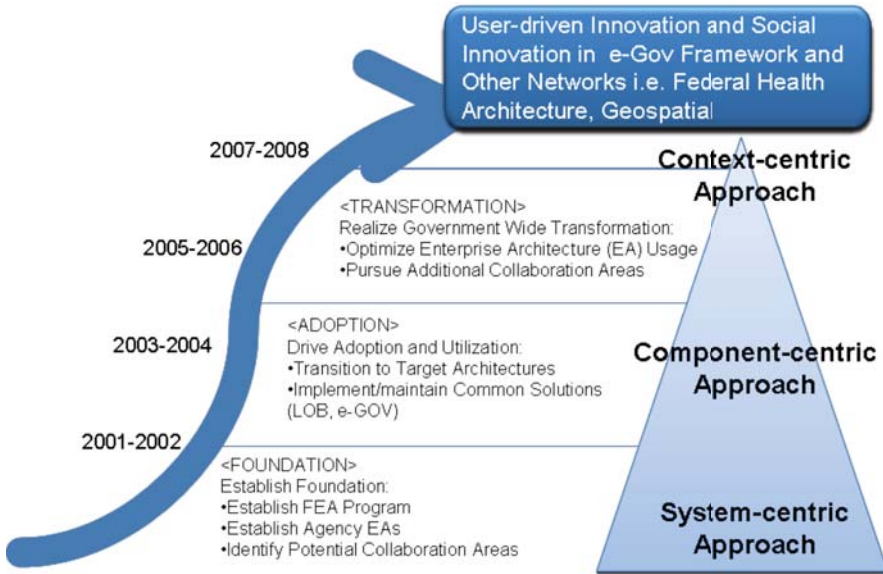 User-driven Innovation and Social
Innovation in e-Gov Framework and
Other Networks i.e. Federal Health
Architecture, Geospatial
2007-2008
Context-centric
Approach
<TRANSFORMATION>
Realize Government Wide Transformation:
•Optimize Enterprise Architecture (EA) Usage
•Pursue Additional Collaboration Areas
2005-2006
<ADOPTION>
Drive Adoption and Utilization:
•Transition to Target Architectures
•Implement/maintain Common Solutions
(LOB, e-GOV)
2003-2004
Component-centric
Approach
2001-2002
<FOUNDATION>
Establish Foundation:
•Establish FEA Program
•Establish Agency EAs
•Identify Potential Collaboration Areas
System-centric
Approach